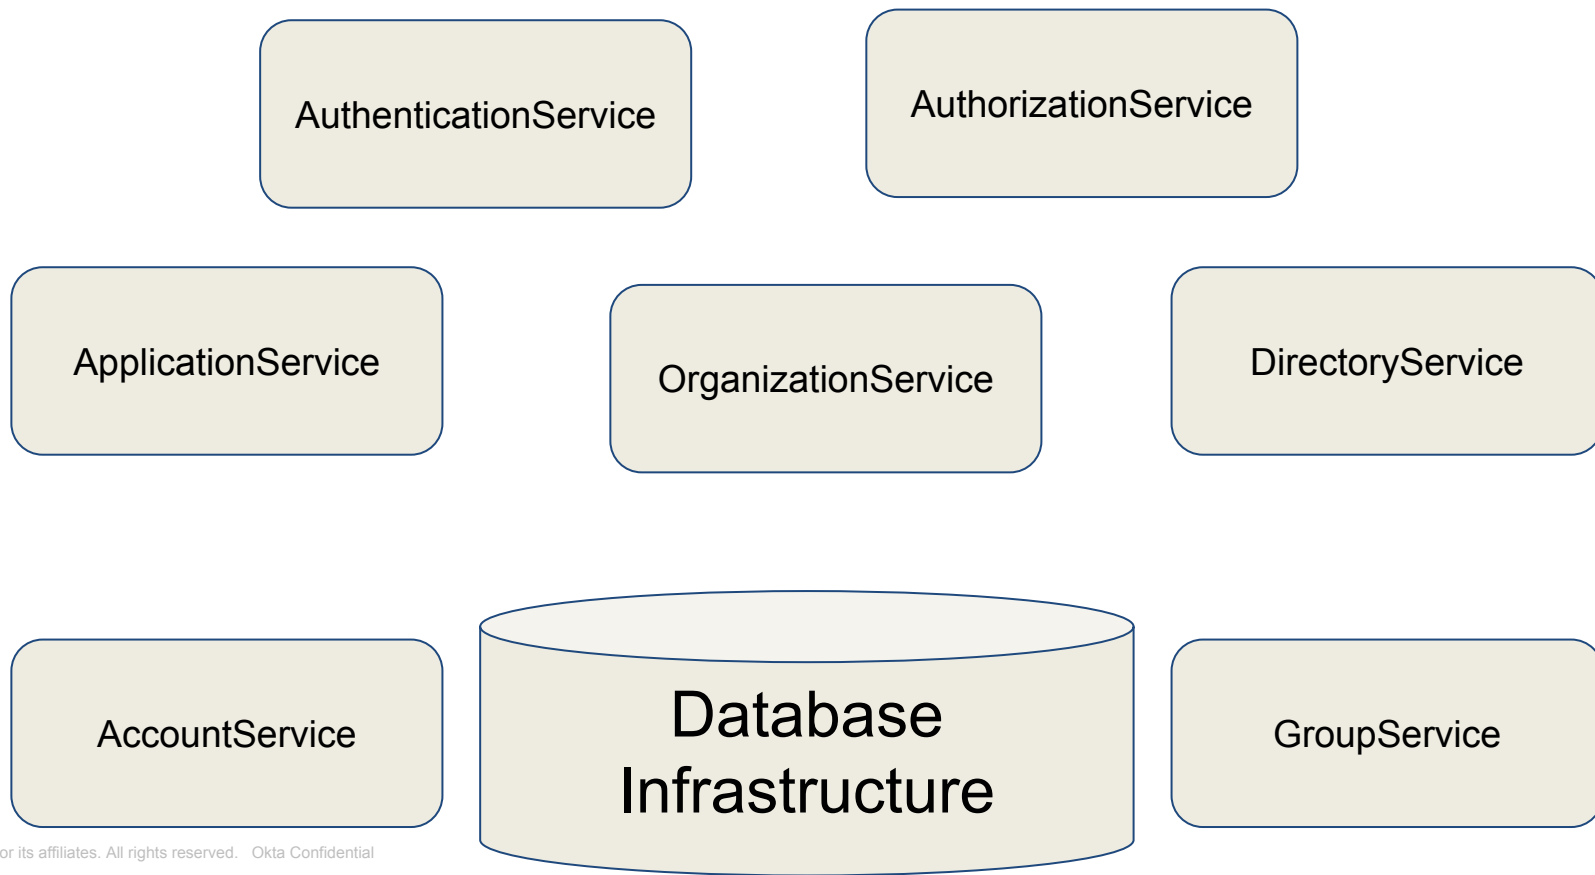 AuthenticationService
AuthorizationService
ApplicationService
OrganizationService
DirectoryService
AccountService
Database
Infrastructure
GroupService
or its affiliates. All rights reserved. Okta Confidential